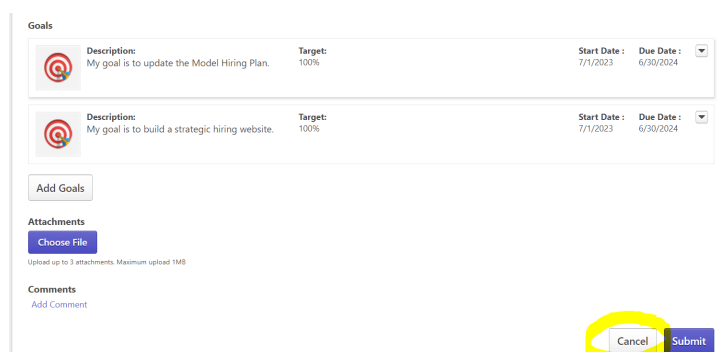 Goals
Description: Target: Start Date : Due Date :
My goal is to update the Model Hiring Plan. 100% 7/1/2023 6/30/2024
Description: Target: Start Date : Due Date :
My goal is to build a strategic hiring website. 100% 7/1/2023 6/30/2024
Add Goals
Attachments
Choose File
Upload up to 3 attachments. Maximum upload 1MB
Comments
Add Comment
Cancel Submit